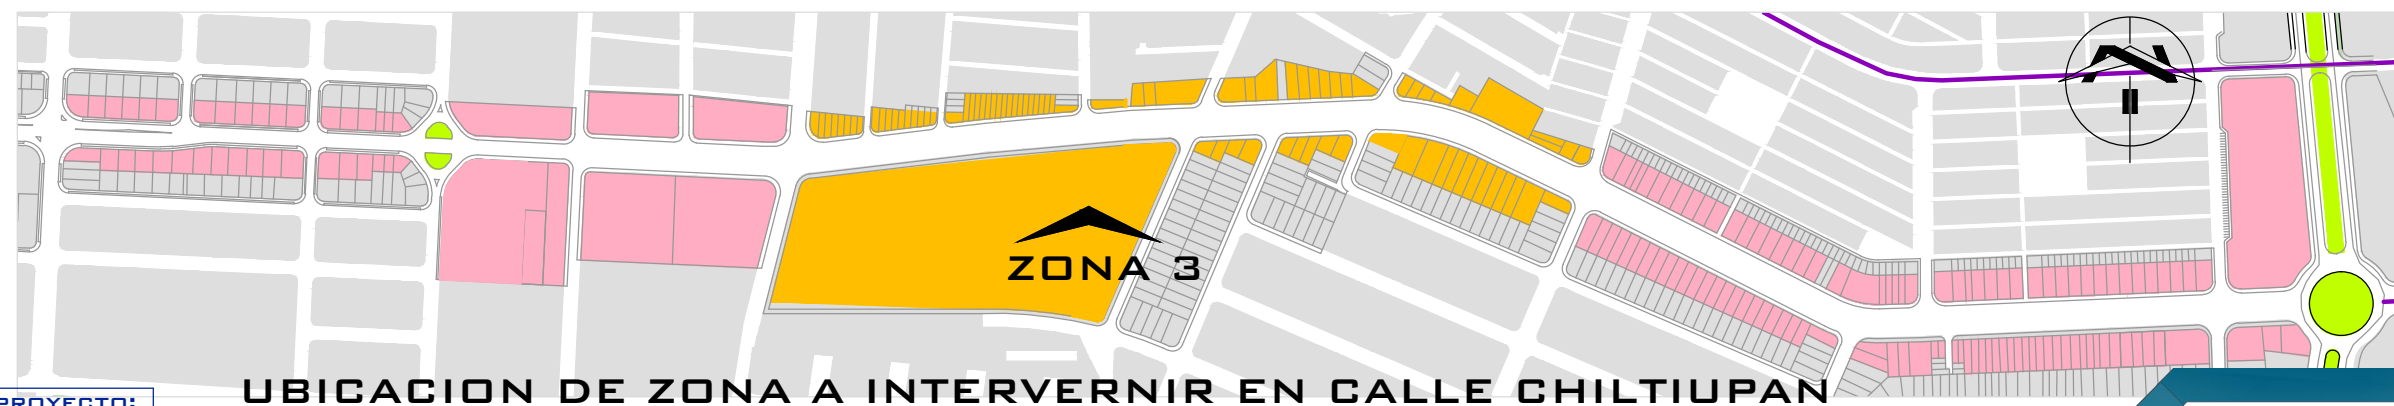 ZONA 3
UBICACION DE ZONA A INTERVERNIR EN CALLE CHILTIUPAN
PROYECTO: